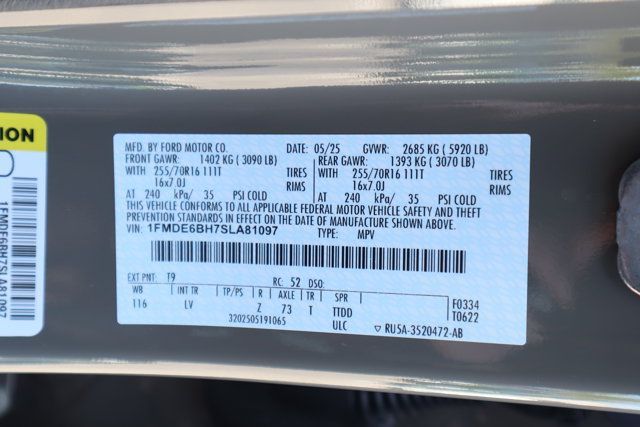 ION
1FMDE6BH7SLA81097
MFD. BY FORD MOTOR CO. DATE: 05/25 GVWR: 2685 KG ( 5920 LB)
FRONT GAWR: 1402 KG ( 3090 LB) REAR GAWR: 1393 KG ( 3070 LB)
WITH 255/70R16 111T TIRES WITH 255/70R16 111T TIRES
16x7.0J RIMS 16x7.0J RIMS
AT 240 kPa/ 35 PSI COLD AT 240 kPa/ 35 PSI COLD
THIS VEHICLE CONFORMS TO ALL APPLICABLE FEDERAL MOTOR VEHICLE SAFETY AND THEFT
PREVENTION STANDARDS IN EFFECT ON THE DATE OF MANUFACTURE SHOWN ABOVE.
VIN: 1FMDE6BH7SLA81097 TYPE: MPV
EXT PNT: T9 RC: 52 DSO:
WB INT TR TP/PS R AXLE TR SPR F0334
116 LV Z 73 T TTDD T0622
3202505191065 ULC RU5A-3520472-AB